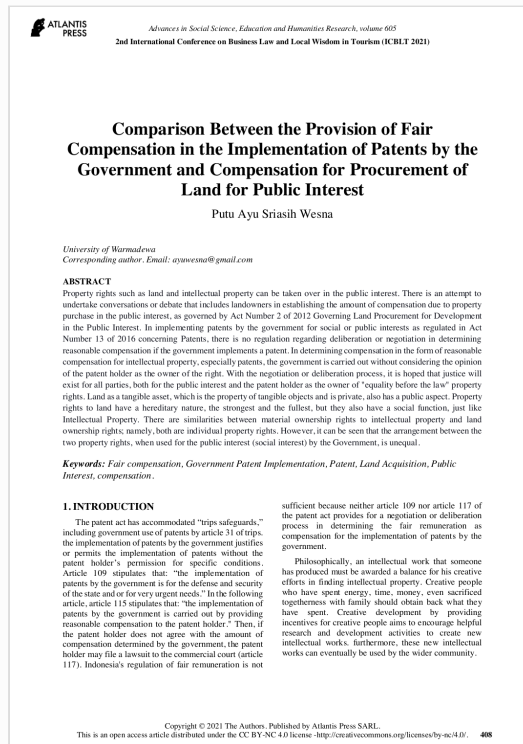 ATLANTIS
PRESS
Advances in Social Science, Education and Humanities Research, volume 605
2nd International Conference on Business Law and Local Wisdom in Tourism (ICBLT 2021)
Comparison Between the Provision of Fair
Compensation in the Implementation of Patents by the
Government and Compensation for Procurement of
Land for Public Interest
Putu Ayu Sriasih Wesna
University of Warmadewa
Corresponding author. Email: ayuwesna@gmail.com
ABSTRACT
Property rights such as land and intellectual property can be taken over in the public interest. There is an attempt to
undertake conversations or debate that includes landowners in establishing the amount of compensation due to property
purchase in the public interest, as governed by Act Number 2 of 2012 Governing Land Procurement for Development
in the Public Interest. In implementing patents by the government for social or public interests as regulated in Act
Number 13 of 2016 concerning Patents, there is no regulation regarding deliberation or negotiation in determining
reasonable compensation if the government implements a patent. In determining compensation in the form of reasonable
compensation for intellectual property, especially patents, the government is carried out without considering the opinion
of the patent holder as the owner of the right. With the negotiation or deliberation process, it is hoped that justice will
exist for all parties, both for the public interest and the patent holder as the owner of "equality before the law" property
rights. Land as a tangible asset, which is the property of tangible objects and is private, also has a public aspect. Property
rights to land have a hereditary nature, the strongest and the fullest, but they also have a social function, just like
Intellectual Property. There are similarities between material ownership rights to intellectual property and land
ownership rights; namely, both are individual property rights. However, it can be seen that the arrangement between the
two property rights, when used for the public interest (social interest) by the Government, is unequal.
Keywords: Fair compensation, Government Patent Implementation, Patent, Land Acquisition, Public
Interest, compensation.
1. INTRODUCTION
The patent act has accommodated “trips safeguards,”
including government use of patents by article 31 of trips.
the implementation of patents by the government justifies
or permits the implementation of patents without the
patent holder’s permission for specific conditions.
Article 109 stipulates that: “the implementation of
patents by the government is for the defense and security
of the state and or for very urgent needs.” In the following
article, article 115 stipulates that: “the implementation of
patents by the government is carried out by providing
reasonable compensation to the patent holder." Then, if
the patent holder does not agree with the amount of
compensation determined by the government, the patent
holder may file a lawsuit to the commercial court (article
117). Indonesia's regulation of fair remuneration is not
sufficient because neither article 109 nor article 117 of
the patent act provides for a negotiation or deliberation
process in determining the fair remuneration as
compensation for the implementation of patents by the
government.
Philosophically, an intellectual work that someone
has produced must be awarded a balance for his creative
efforts in finding intellectual property. Creative people
who have spent energy, time, money, even sacrificed
togetherness with family should obtain back what they
have spent. Creative development by providing
incentives for creative people aims to encourage helpful
research and development activities to create new
intellectual works. furthermore, these new intellectual
works can eventually be used by the wider community.
Copyright © 2021 The Authors. Published by Atlantis Press SARL.
This is an open access article distributed under the CC BY-NC 4.0 license -http://creativecommons.org/licenses/by-nc/4.0/. 408